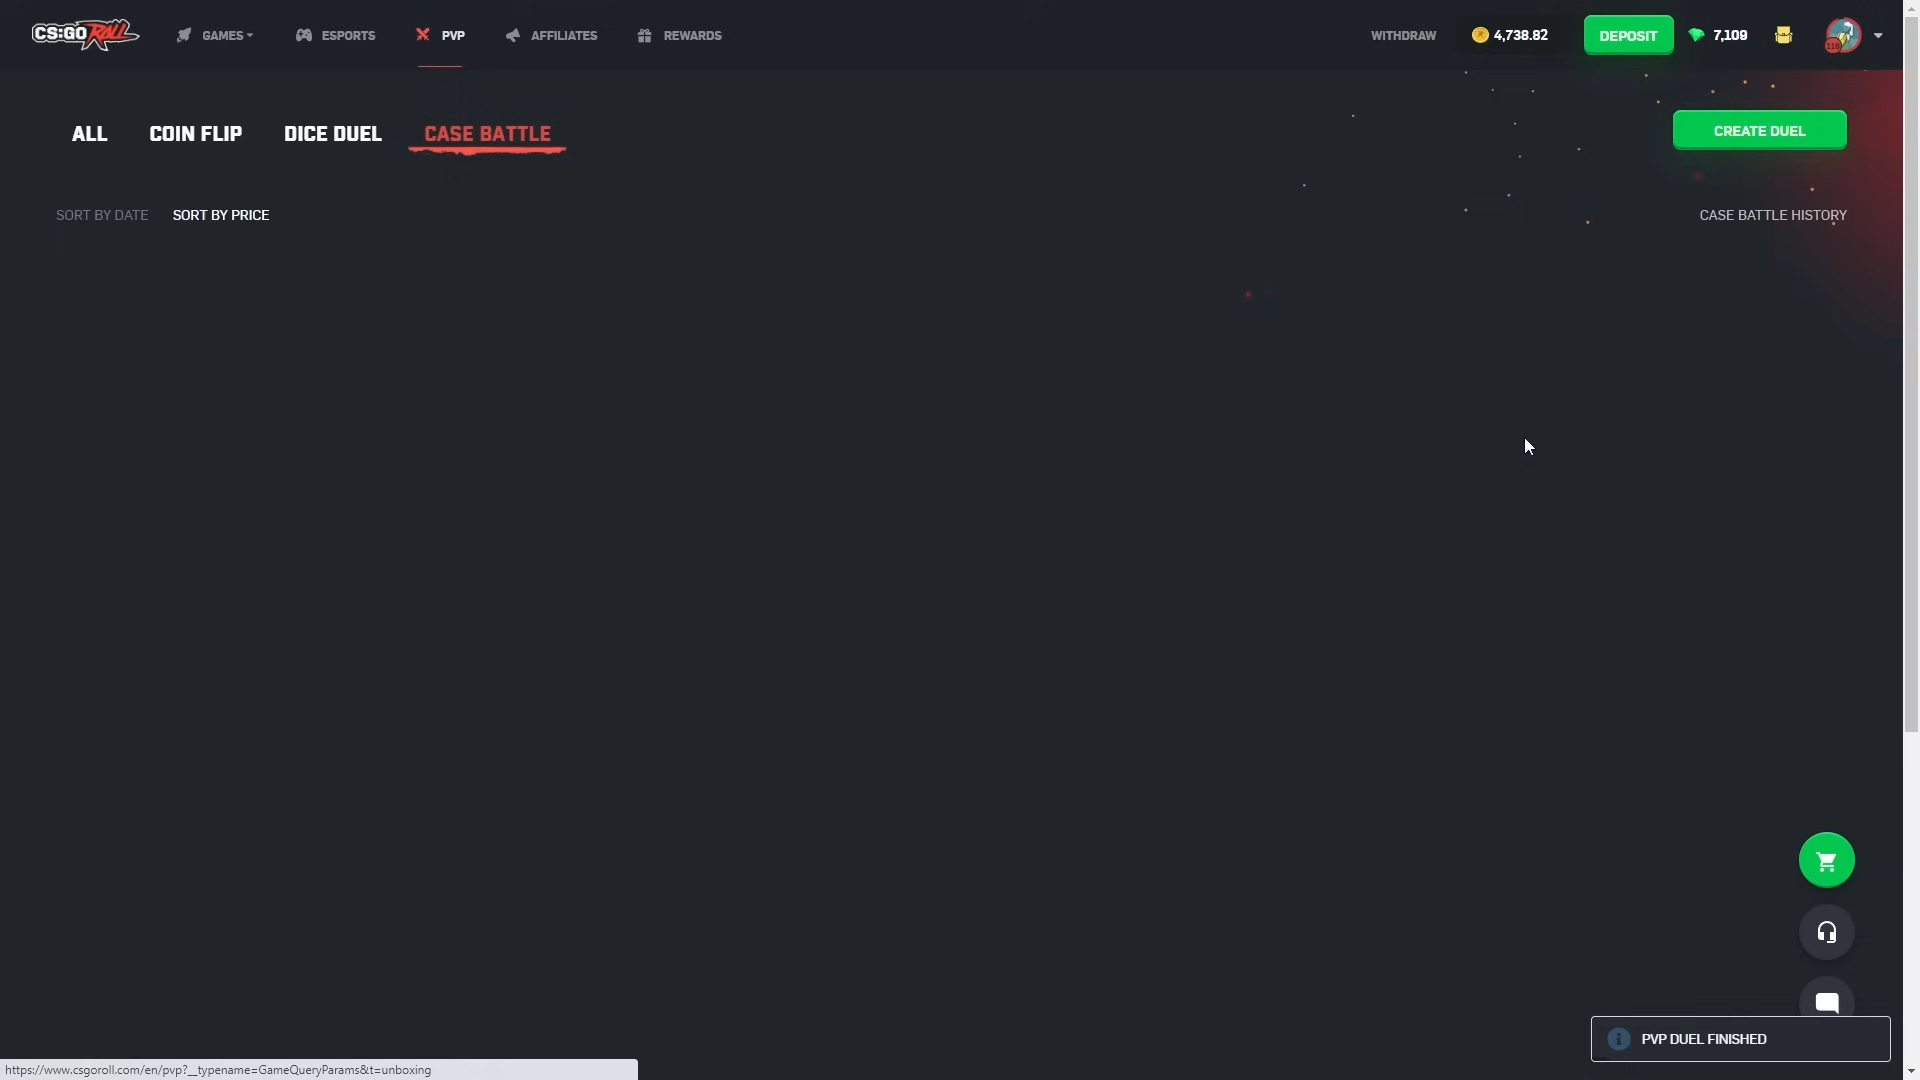 CS:GO ROLL GAMES ESPORTS PVP AFFILIATES REWARDS WITHDRAW 4,738.82 DEPOSIT 7,109
ALL COIN FLIP DICE DUEL CASE BATTLE CREATE DUEL
SORT BY DATE SORT BY PRICE CASE BATTLE HISTORY
PVP DUEL FINISHED
https://www.csgoroll.com/en/pvp?__typename=GameQueryParams&t=unboxing